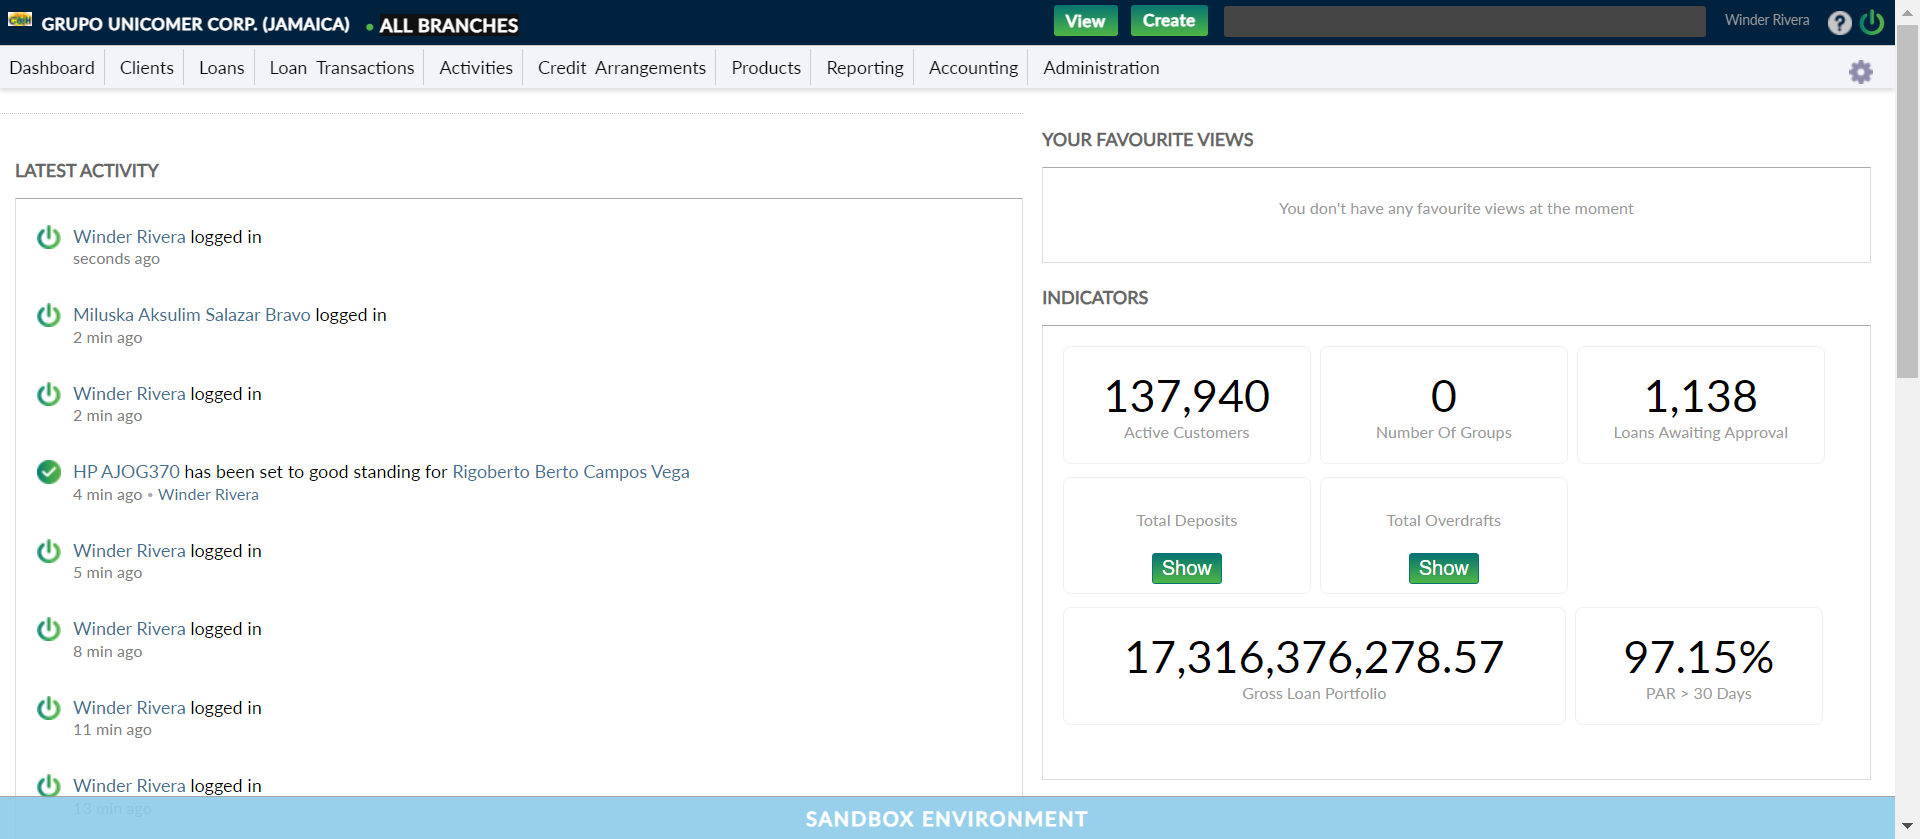 CASH GRUPO UNICOMER CORP. (JAMAICA) • ALL BRANCHES View Create Winder Rivera ?
Dashboard Clients Loans Loan Transactions Activities Credit Arrangements Products Reporting Accounting Administration
LATEST ACTIVITY
Winder Rivera logged in
seconds ago
Miluska Aksulim Salazar Bravo logged in
2 min ago
Winder Rivera logged in
2 min ago
HP AJOG370 has been set to good standing for Rigoberto Berto Campos Vega
4 min ago • Winder Rivera
Winder Rivera logged in
5 min ago
Winder Rivera logged in
8 min ago
Winder Rivera logged in
11 min ago
Winder Rivera logged in
13 min ago
YOUR FAVOURITE VIEWS
You don't have any favourite views at the moment
INDICATORS
137,940
Active Customers
0
Number Of Groups
1,138
Loans Awaiting Approval
Total Deposits
Show
Total Overdrafts
Show
17,316,376,278.57
Gross Loan Portfolio
97.15%
PAR > 30 Days
SANDBOX ENVIRONMENT